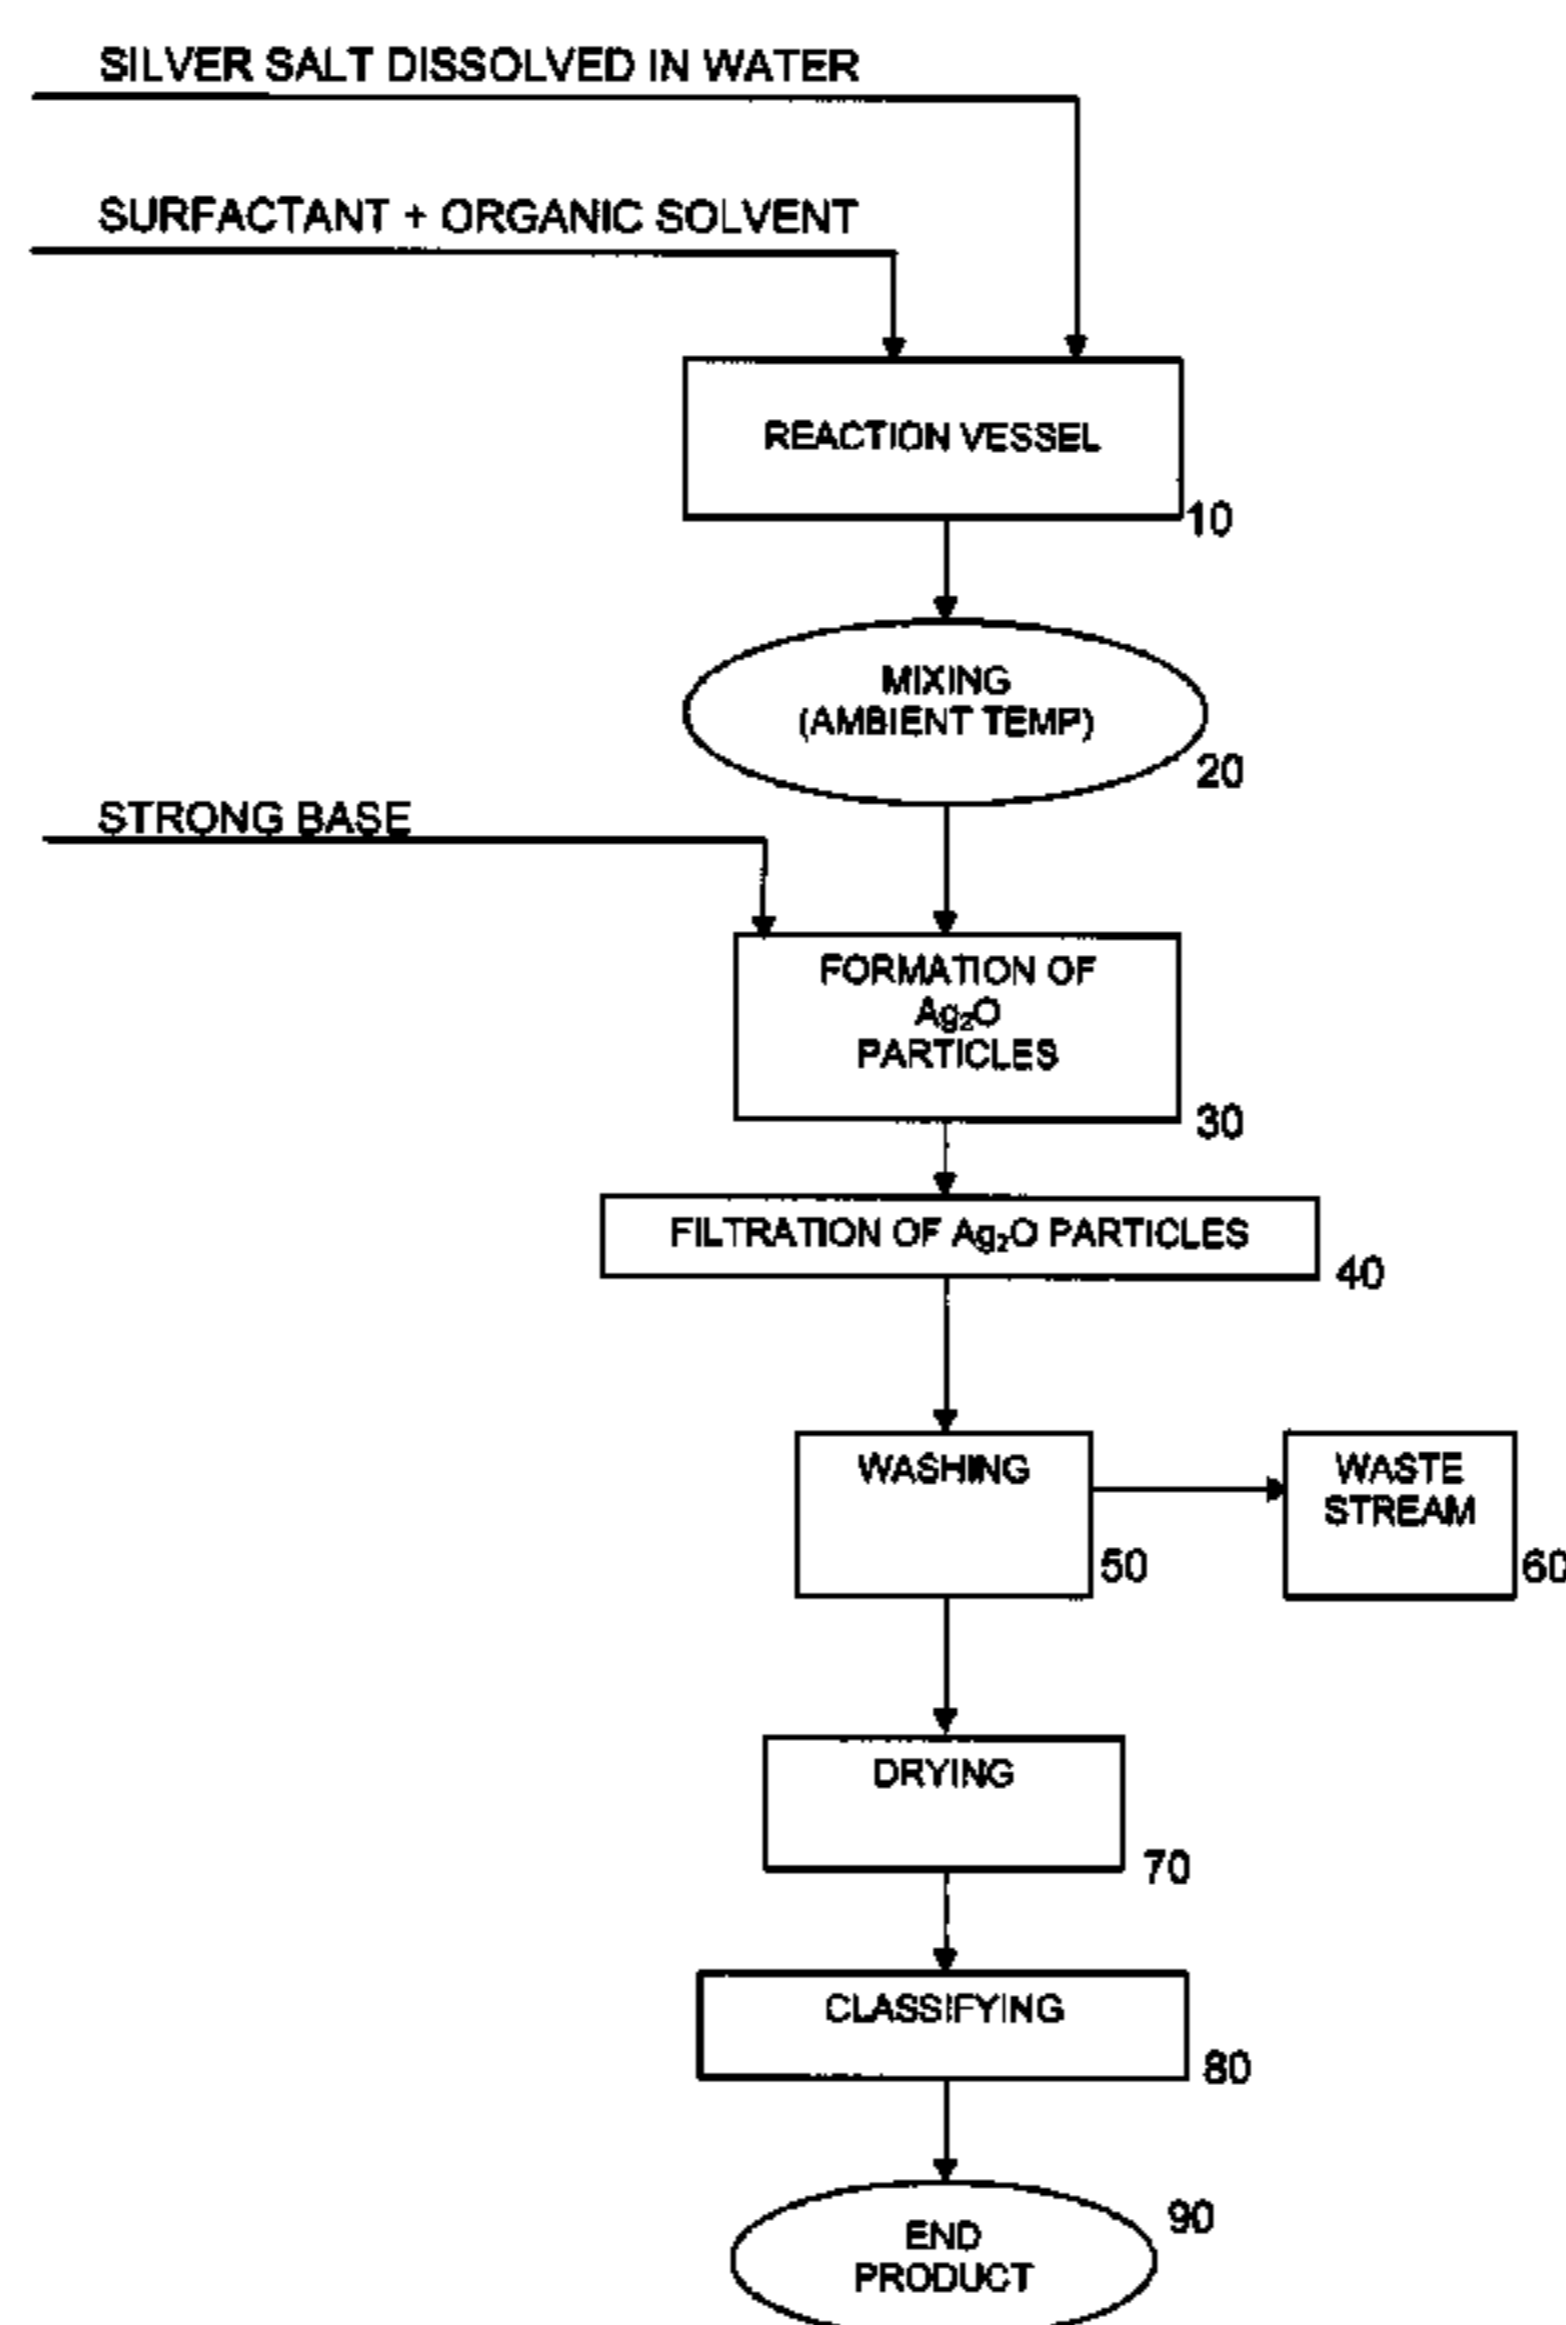 SILVER SALT DISSOLVED IN WATER
SURFACTANT + ORGANIC SOLVENT
REACTION VESSEL
10
MIXING
(AMBIENT TEMP)
20
STRONG BASE
FORMATION OF
Ag₂O
PARTICLES
30
FILTRATION OF Ag₂O PARTICLES
40
WASHING
50
WASTE
STREAM
60
DRYING
70
CLASSIFYING
80
90
END
PRODUCT